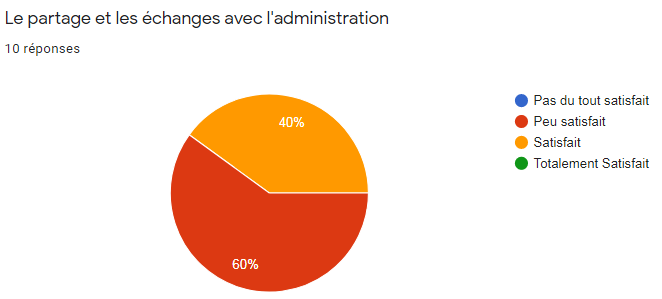 Le partage et les échanges avec l'administration
10 réponses
40%
60%
Pas du tout satisfait
Peu satisfait
Satisfait
Totalement Satisfait